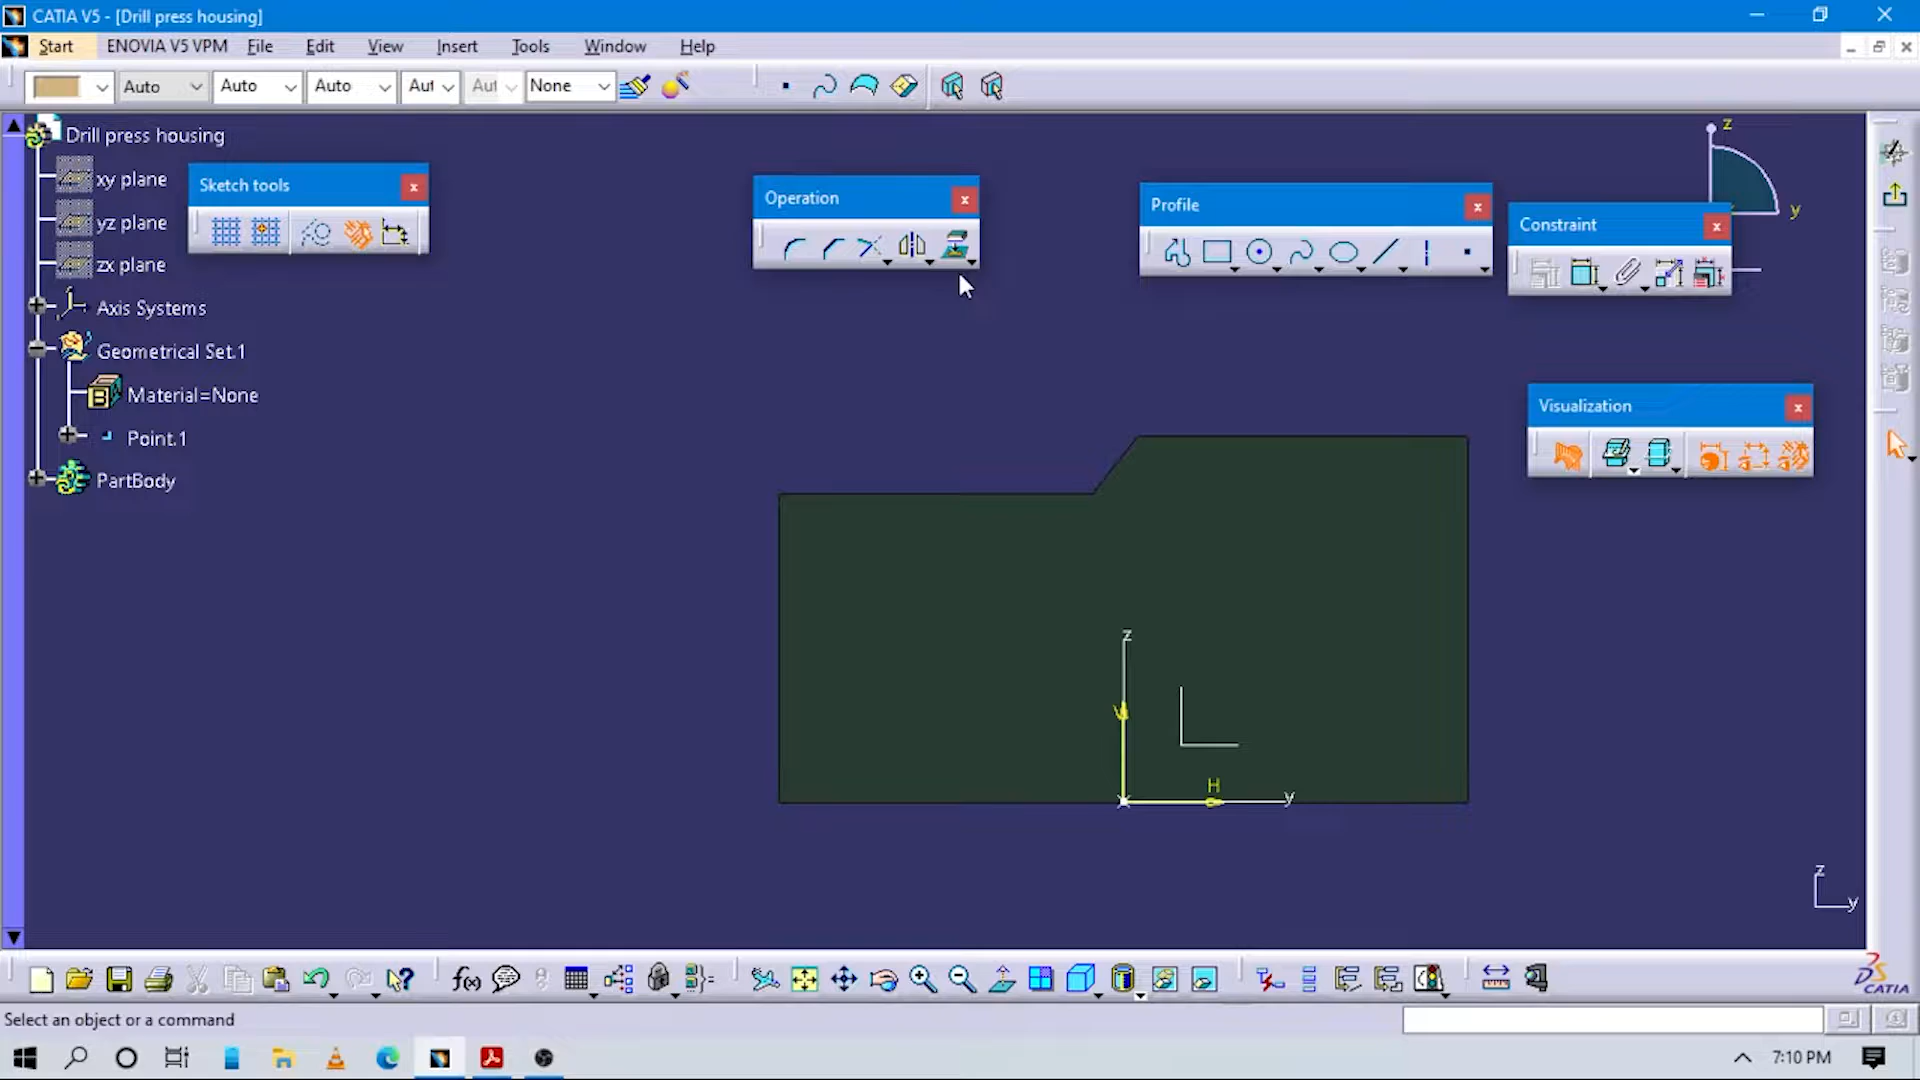 CATIA V5 - [Drill press housing]
Start ENOVIA V5 VPM File Edit View Insert Tools Window Help
Auto Auto Auto Aut Aut None
Drill press housing
xy plane
yz plane
zx plane
Axis Systems
Geometrical Set.1
Material=None
Point.1
PartBody
Sketch tools
Operation
Profile
Constraint
Visualization
z
y
z
V
H
y
z
y
f(x)
DS
CATIA
Select an object or a command
7:10 PM